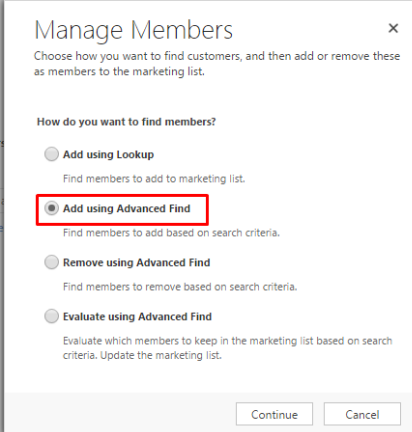 Manage Members
Choose how you want to find customers, and then add or remove these
as members to the marketing list.
How do you want to find members?
Add using Lookup
Find members to add to marketing list.
Add using Advanced Find
Find members to add based on search criteria.
Remove using Advanced Find
Find members to remove based on search criteria.
Evaluate using Advanced Find
Evaluate which members to keep in the marketing list based on search
criteria. Update the marketing list.
Continue
Cancel